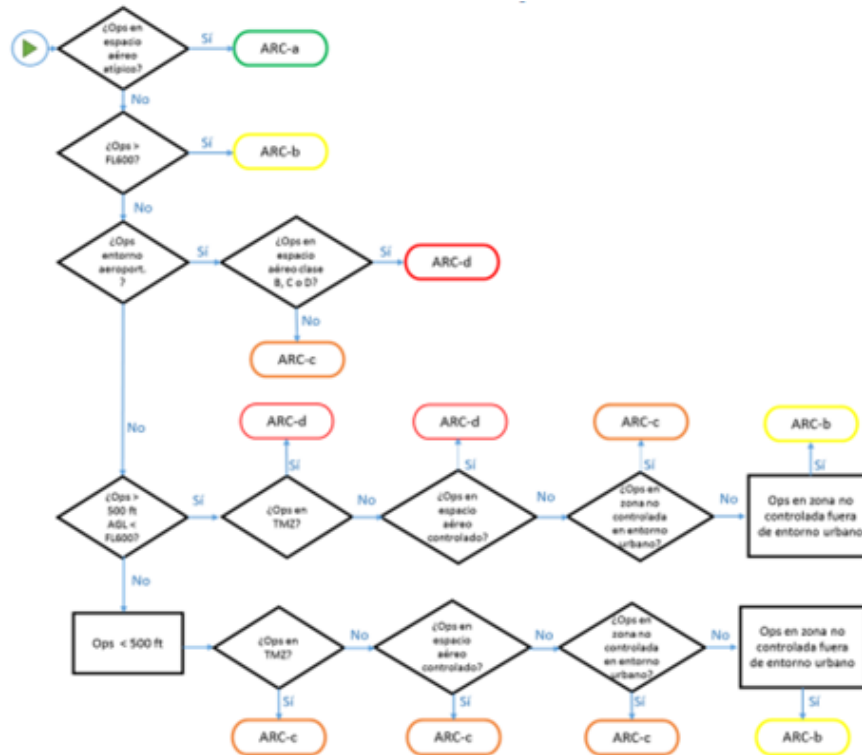 ¿Ops en
espacio
aéreo
atípico?
Sí
ARC-a
No
¿Ops >
FL600?
Sí
ARC-b
No
¿Ops
entorno
aeroport.
?
Sí
¿Ops en
espacio
aéreo clase
B, C o D?
Sí
ARC-d
No
ARC-c
No
ARC-d
ARC-d
ARC-c
ARC-b
Sí
Sí
Sí
Sí
¿Ops >
500 ft
AGL <
FL600?
Sí
¿Ops en
TMZ?
No
¿Ops en
espacio
aéreo
controlado?
No
¿Ops en
zona no
controlada
en entorno
urbano?
No
Ops en zona no
controlada fuera
de entorno urbano
No
Ops < 500 ft
¿Ops en
TMZ?
No
¿Ops en
espacio
aéreo
controlado?
No
¿Ops en
zona no
controlada
en entorno
urbano?
No
Ops en zona no
controlada fuera
de entorno urbano
Sí
Sí
Sí
Sí
ARC-c
ARC-c
ARC-c
ARC-b